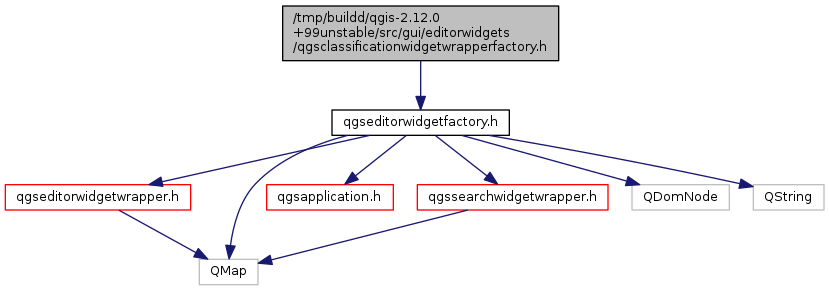 /tmp/buildd/qgis-2.12.0
+99unstable/src/gui/editorwidgets
/qgsclassificationwidgetwrapperfactory.h
qgseditorwidgetfactory.h
qgseditorwidgetwrapper.h
qgsapplication.h
qgssearchwidgetwrapper.h
QDomNode
QString
QMap